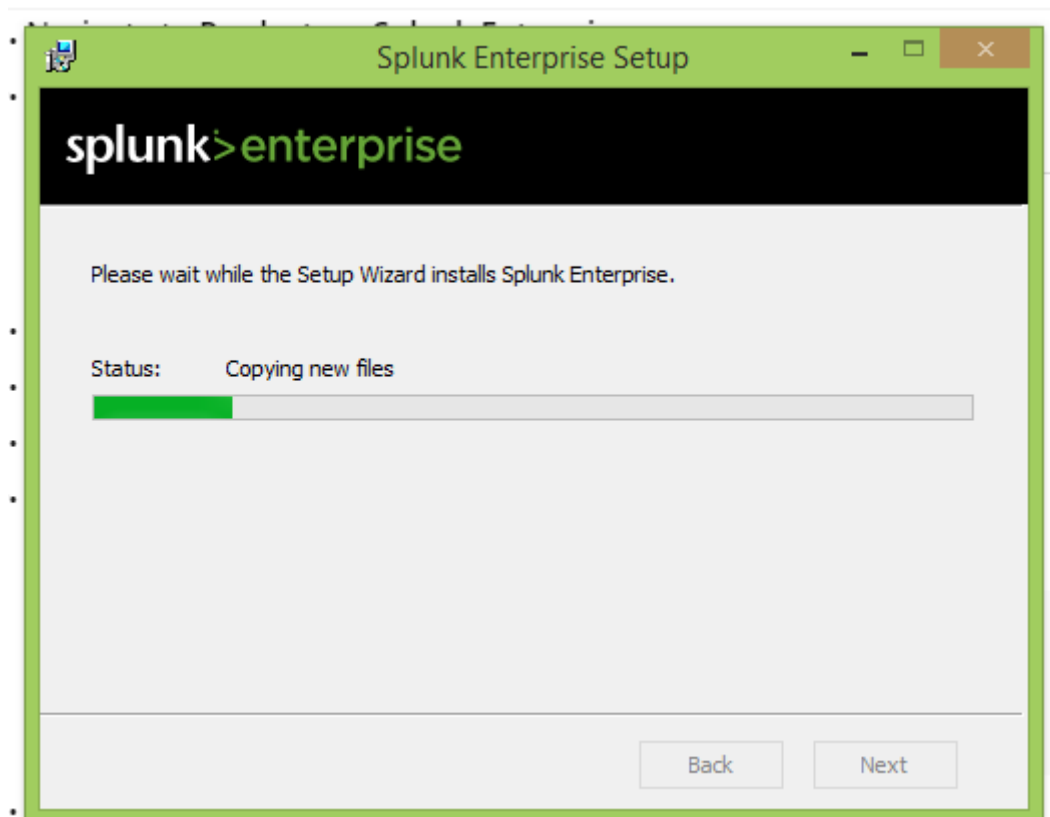 Splunk Enterprise Setup
splunk>enterprise
Please wait while the Setup Wizard installs Splunk Enterprise.
Status: Copying new files
Back Next